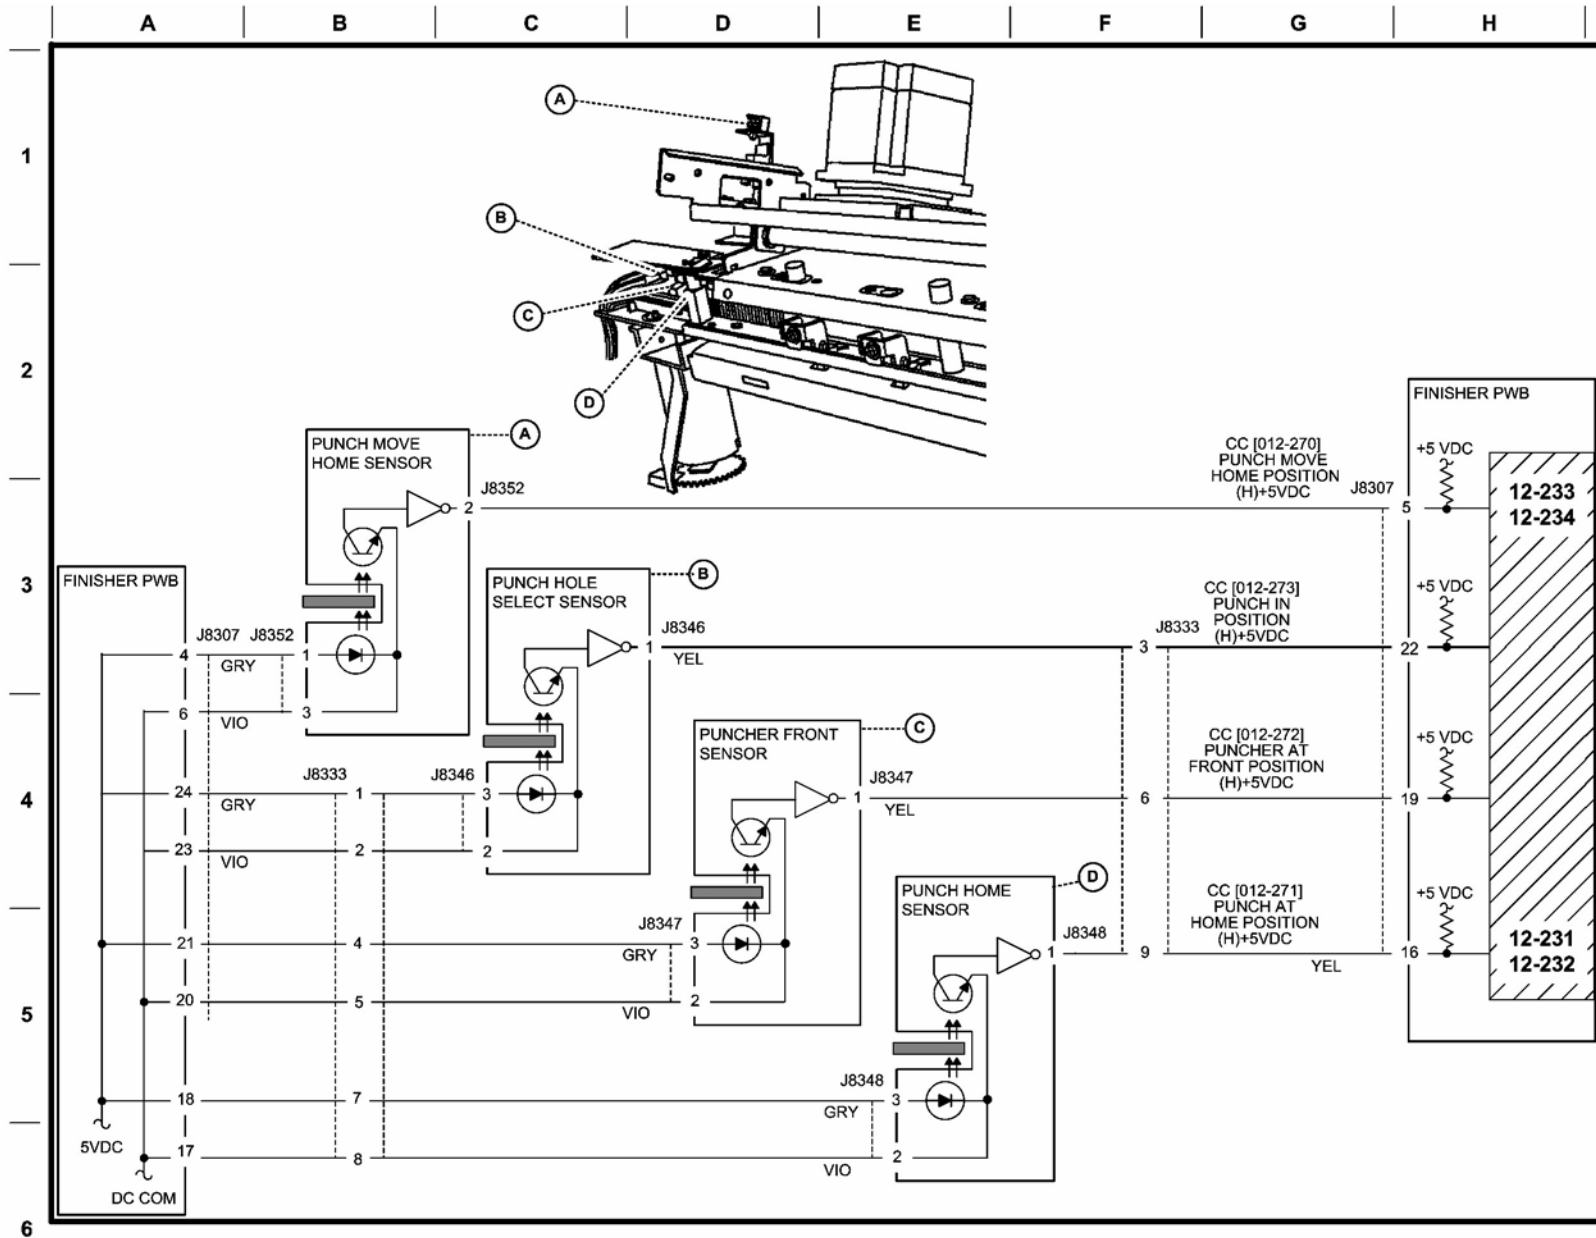 A B C D E F G H
1
A
B
C
2
D
FINISHER PWB
PUNCH MOVE
HOME SENSOR
A
CC [012-270]
PUNCH MOVE
HOME POSITION
(H)+5VDC
+5 VDC
J8352
2
J8307
5
12-233
12-234
3
FINISHER PWB
PUNCH HOLE
SELECT SENSOR
B
CC [012-273]
PUNCH IN
POSITION
(H)+5VDC
+5 VDC
J8307 J8352
4
GRY
1
J8346
1
YEL
J8333
3
22
6
VIO
3
PUNCHER FRONT
SENSOR
C
CC [012-272]
PUNCHER AT
FRONT POSITION
(H)+5VDC
+5 VDC
4
J8333
J8346
24
GRY
1
3
J8347
1
YEL
6
19
23
VIO
2
2
PUNCH HOME
SENSOR
D
CC [012-271]
PUNCH AT
HOME POSITION
(H)+5VDC
+5 VDC
J8347
21
4
GRY
3
J8348
1
9
YEL
16
12-231
12-232
5
20
5
VIO
2
J8348
18
7
GRY
3
5VDC
17
8
VIO
2
DC COM
6